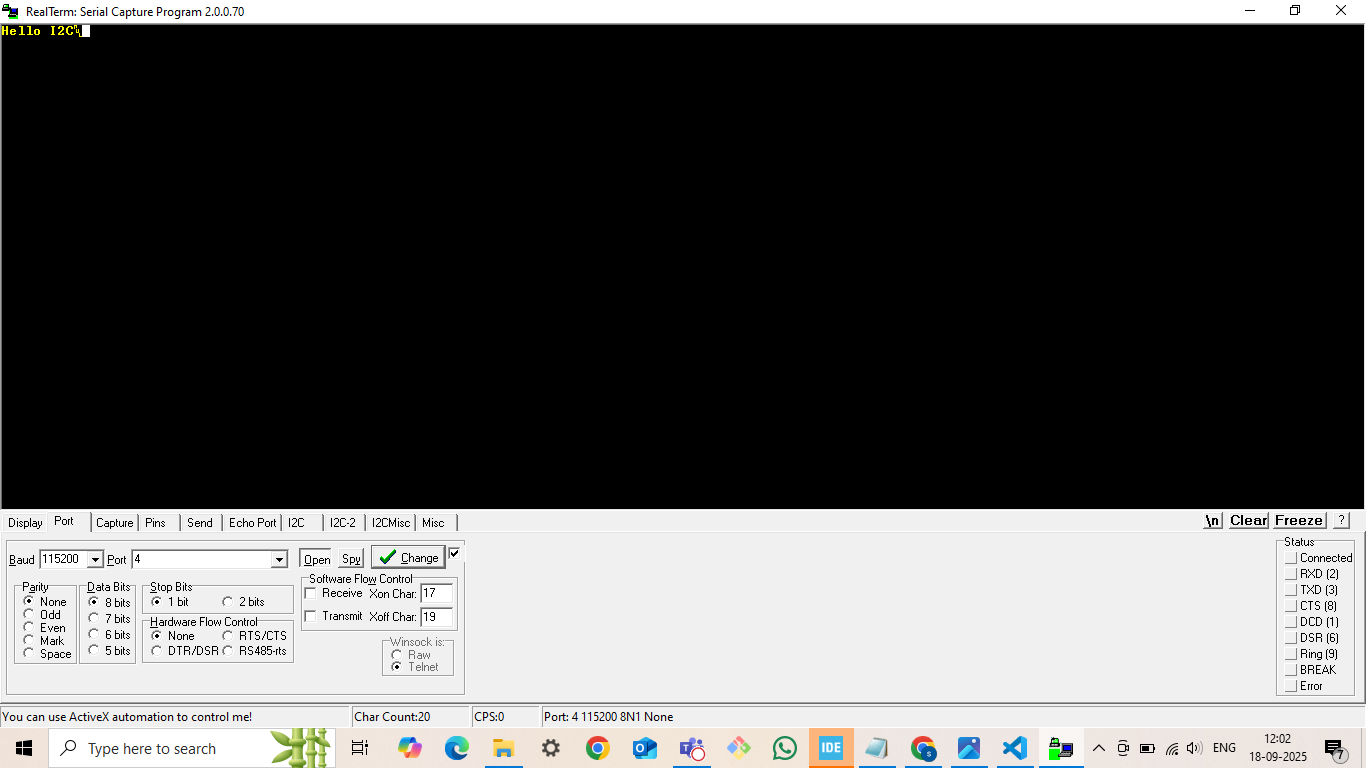 RealTerm: Serial Capture Program 2.0.0.70
Hello I2C
Display Port Capture Pins Send Echo Port I2C I2C-2 I2CMisc Misc \n Clear Freeze ?
Baud 115200 Port 4 Open Spy Change
Parity
None
Odd
Even
Mark
Space
Data Bits
8 bits
7 bits
6 bits
5 bits
Stop Bits
1 bit 2 bits
Hardware Flow Control
None RTS/CTS
DTR/DSR RS485-rts
Software Flow Control
Receive Xon Char: 17
Transmit Xoff Char: 19
Winsock is:
Raw
Telnet
Status
Connected
RXD (2)
TXD (3)
CTS (8)
DCD (1)
DSR (6)
Ring (9)
BREAK
Error
You can use ActiveX automation to control me! Char Count:20 CPS:0 Port: 4 115200 8N1 None
Type here to search
IDE
S
ENG
12:02
18-09-2025
7